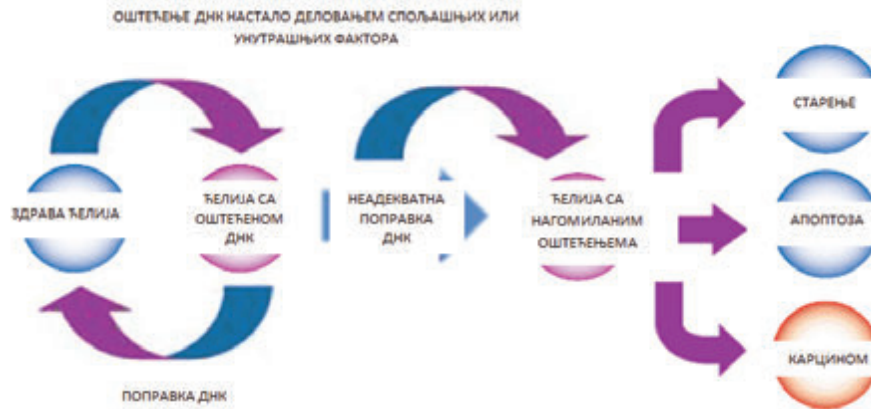 ОШТЕЋЕЊЕ ДНК НАСТАЛО ДЕЛОВАЊЕМ СПОЉАШЊИХ ИЛИ
УНУТРАШЊИХ ФАКТОРА
ЗДРАВА ЋЕЛИЈА
ЋЕЛИЈА СА
ОШТЕЋЕНОМ
ДНК
НЕАДЕКВАТНА
ПОПРАВКА
ДНК
ЋЕЛИЈА СА
НАГОМИЛАНИМ
ОШТЕЋЕЊЕМА
СТАРЕЊЕ
АПОПТОЗА
КАРЦИНОМ
ПОПРАВКА ДНК